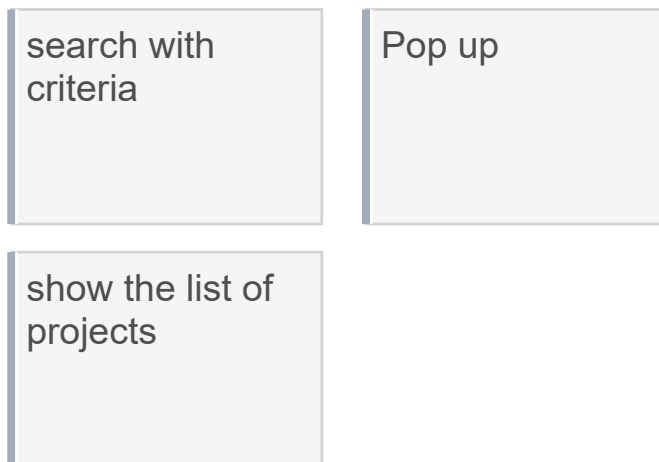 search with
criteria
Pop up
show the list of
projects